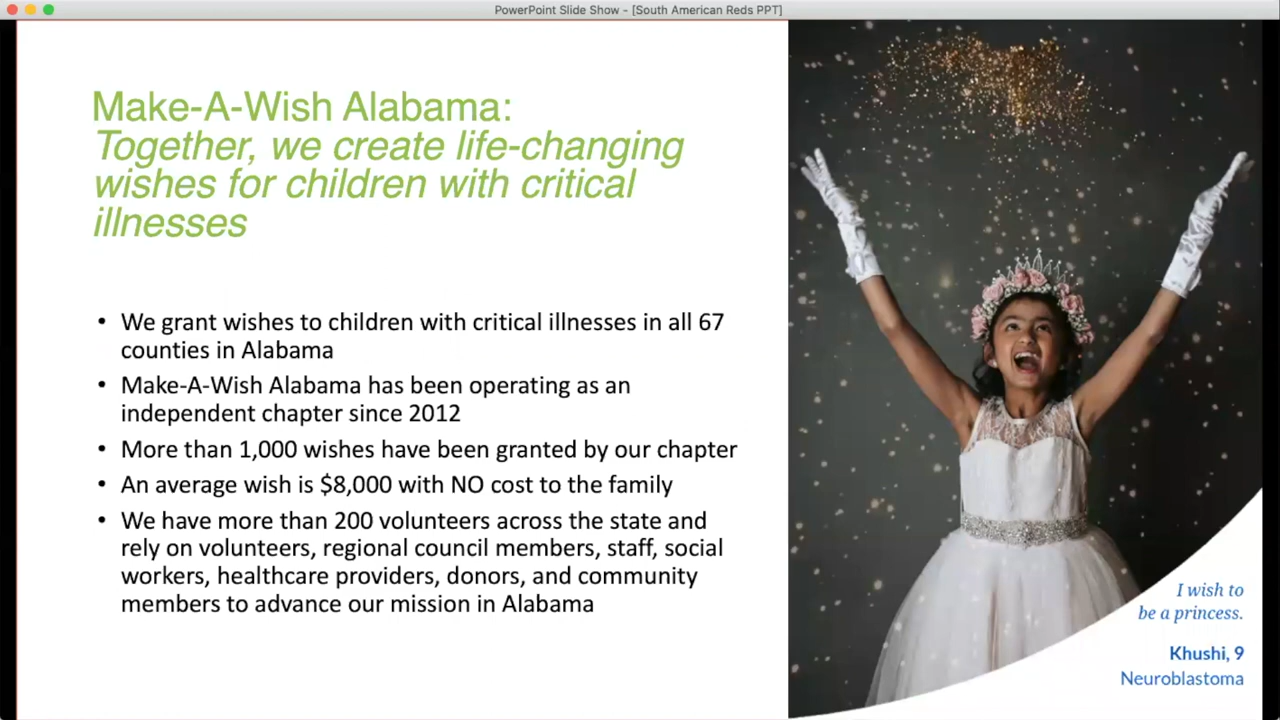 PowerPoint Slide Show - [South American Reds PPT]
Make-A-Wish Alabama:
Together, we create life-changing
wishes for children with critical
illnesses
• We grant wishes to children with critical illnesses in all 67
counties in Alabama
• Make-A-Wish Alabama has been operating as an
independent chapter since 2012
• More than 1,000 wishes have been granted by our chapter
• An average wish is $8,000 with NO cost to the family
• We have more than 200 volunteers across the state and
rely on volunteers, regional council members, staff, social
workers, healthcare providers, donors, and community
members to advance our mission in Alabama
I wish to
be a princess.
Khushi, 9
Neuroblastoma